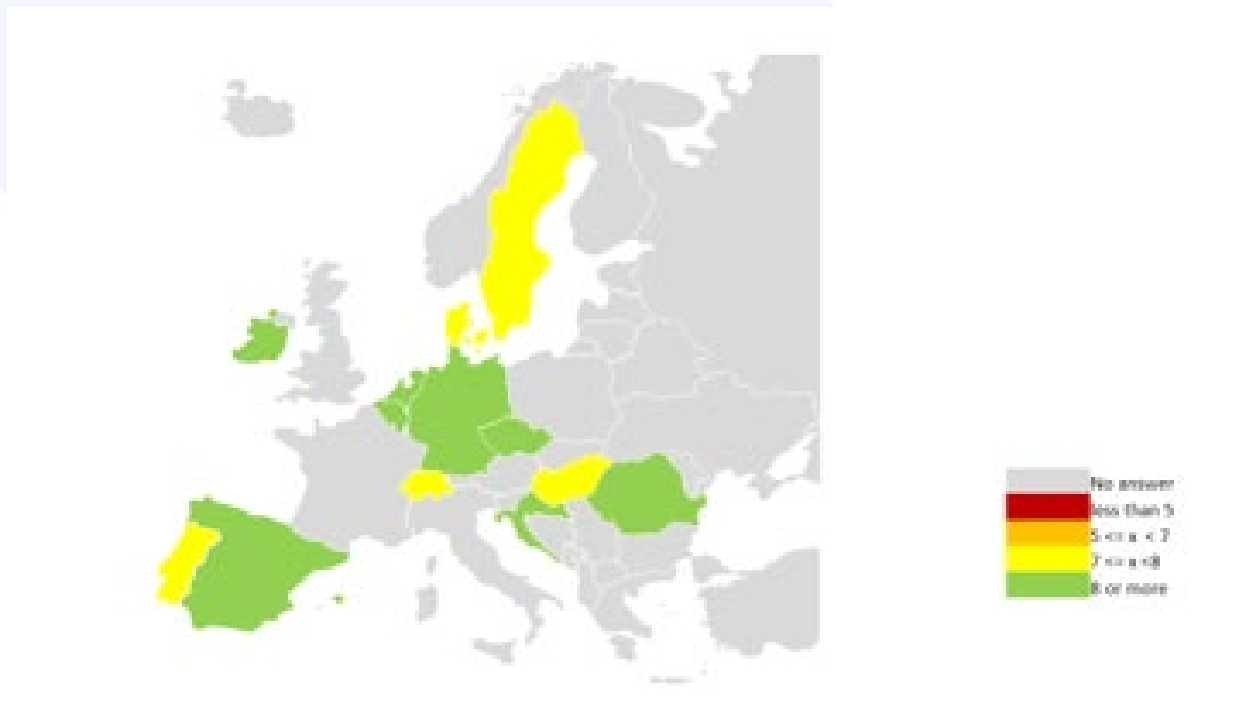 No answer
less than 5
5 <= x < 7
7 <= x <8
8 or more